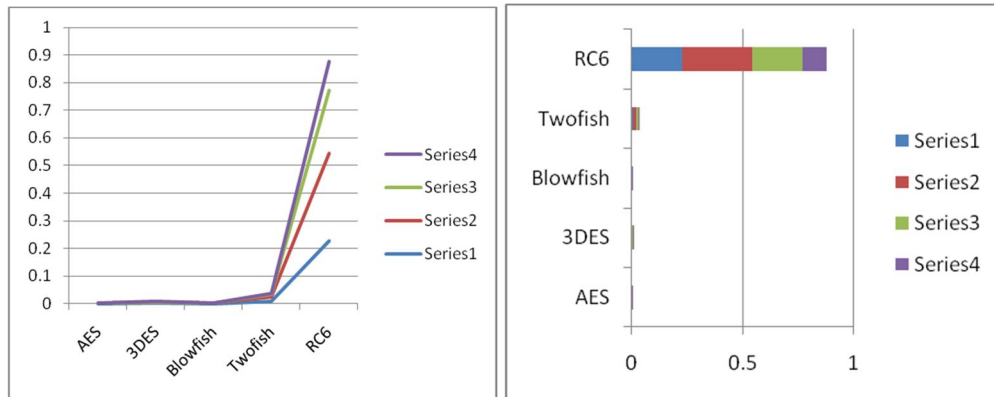 1
0.9
0.8
0.7
0.6
0.5
0.4
0.3
0.2
0.1
0
AES
3DES
Blowfish
Twofish
RC6
Series4
Series3
Series2
Series1
RC6
Twofish
Blowfish
3DES
AES
0
0.5
1
Series1
Series2
Series3
Series4